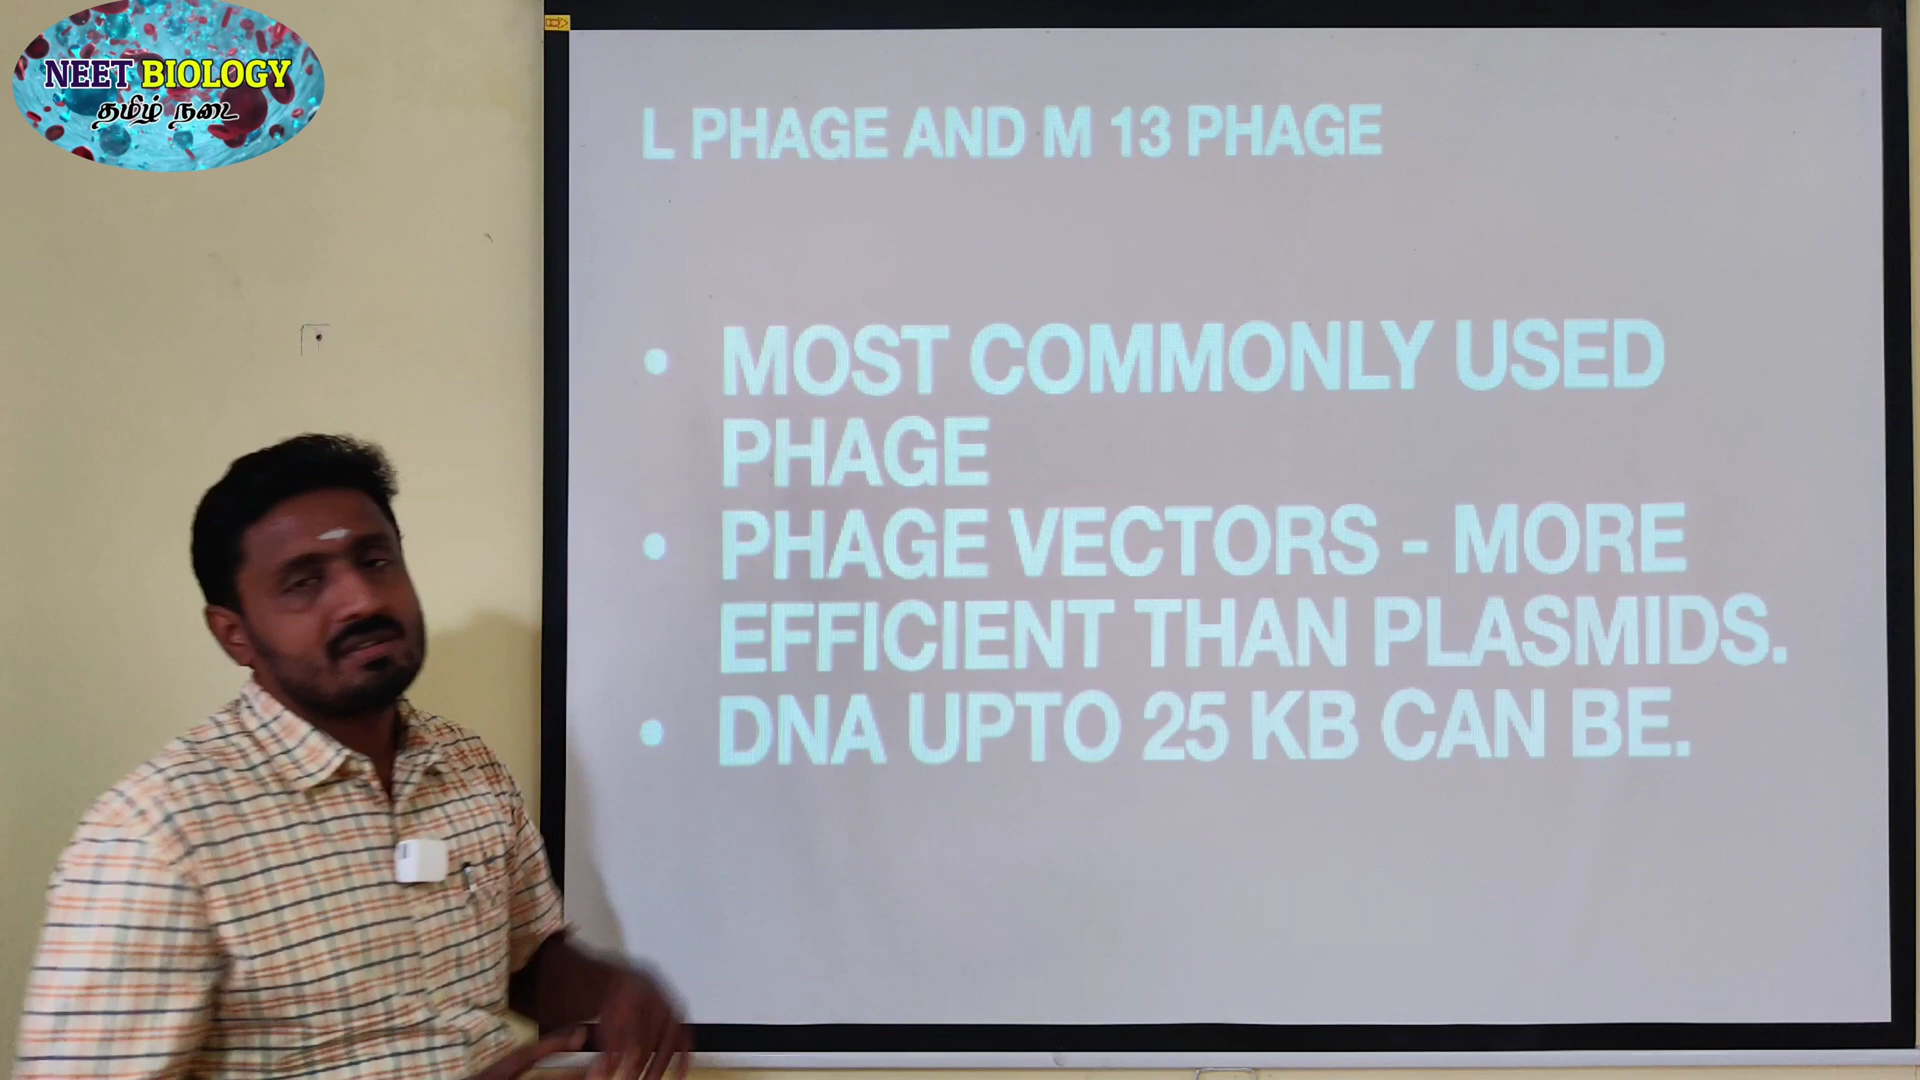 NEET BIOLOGY
தமிழ் நடை
L PHAGE AND M 13 PHAGE
• MOST COMMONLY USED
PHAGE
• PHAGE VECTORS - MORE
EFFICIENT THAN PLASMIDS.
• DNA UPTO 25 KB CAN BE.